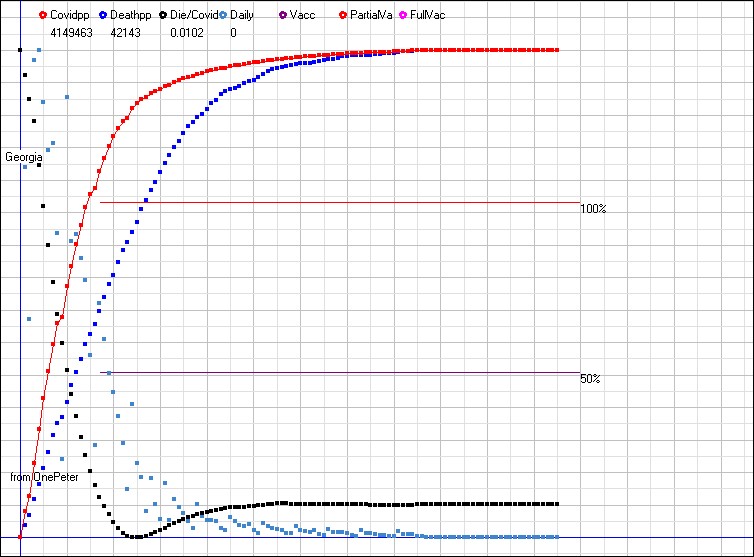 Covidpp Deathpp Die/Covid Daily Vacc PartialVa FullVac
4149463 42143 0.0102 0
Georgia
100%
50%
from OnePeter